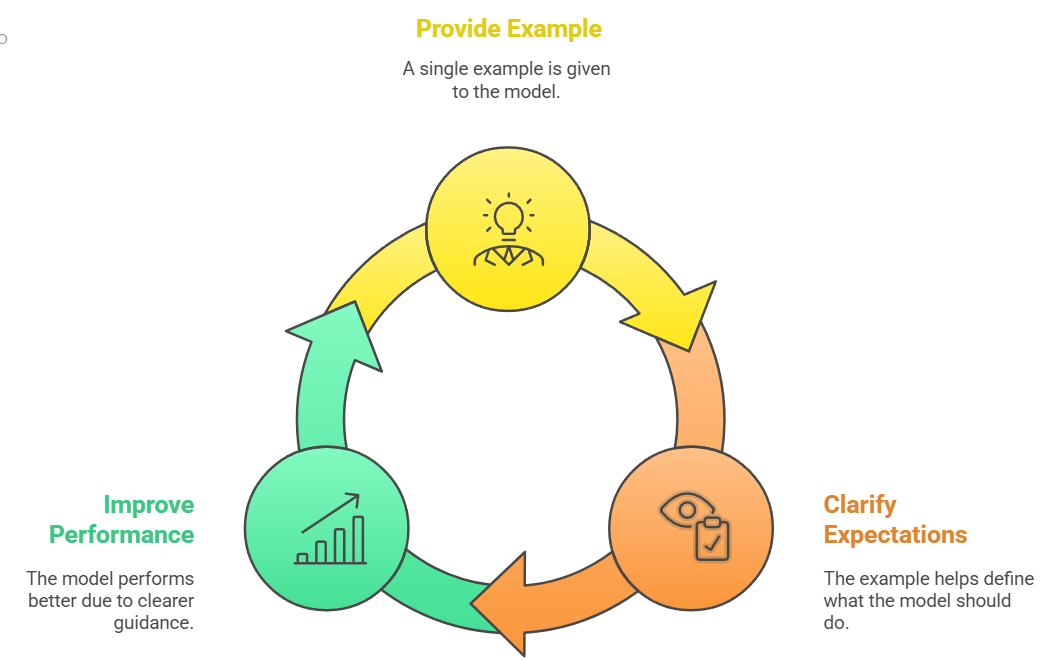 Provide Example
A single example is given
to the model.
Improve
Performance
The model performs
better due to clearer
guidance.
Clarify
Expectations
The example helps define
what the model should
do.